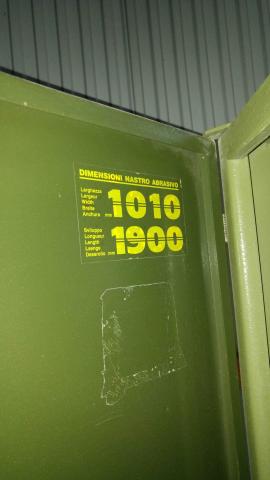 DIMENSIONI NASTRO ABRASIVO
Larghezza
Largeur
Width
Breite
Anchura mm
1010
Sviluppo
Longueur
Length
Laenge
Desarollo mm
1900